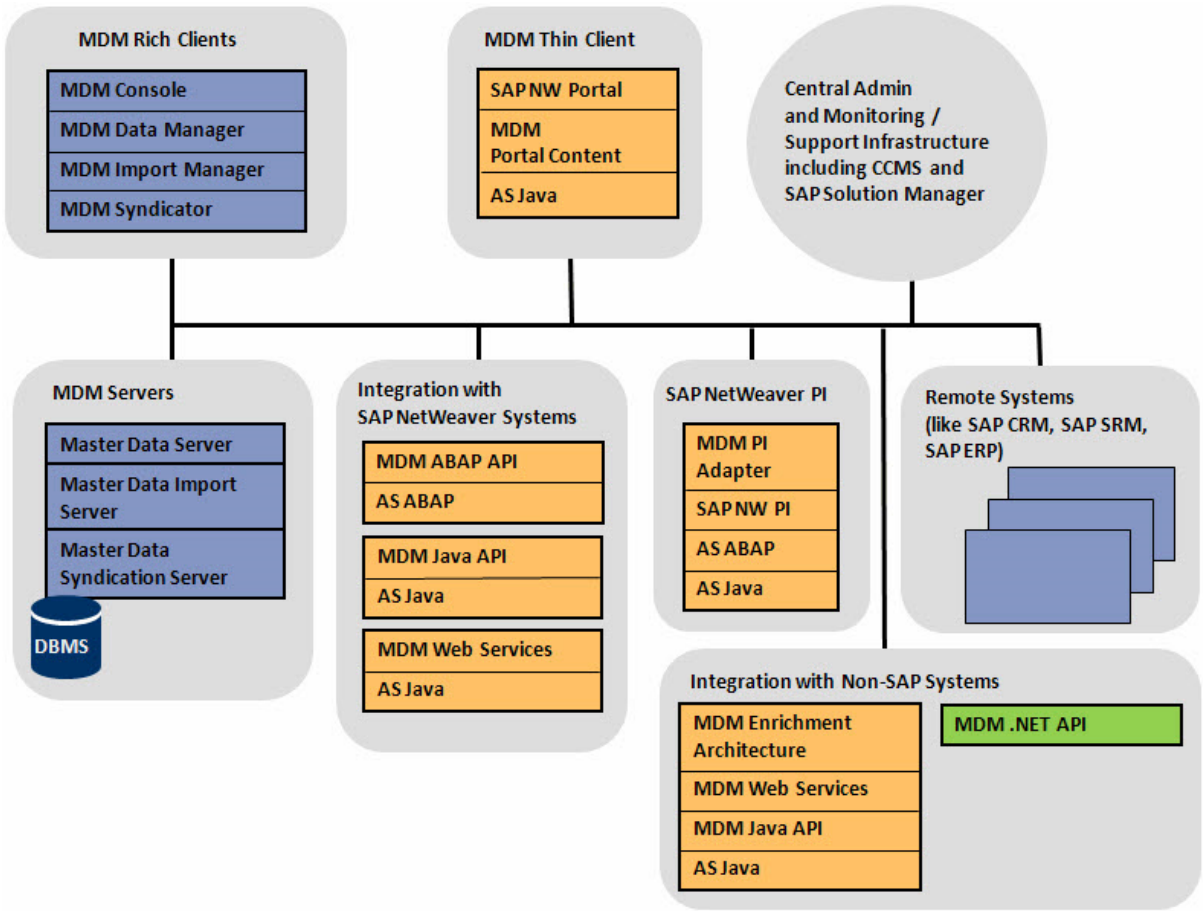 MDM Rich Clients
MDM Console
MDM Data Manager
MDM Import Manager
MDM Syndicator
MDM Thin Client
SAP NW Portal
MDM
Portal Content
AS Java
Central Admin
and Monitoring /
Support Infrastructure
including CCMS and
SAP Solution Manager
MDM Servers
Master Data Server
Master Data Import
Server
Master Data
Syndication Server
DBMS
Integration with
SAP NetWeaver Systems
MDM ABAP API
AS ABAP
MDM Java API
AS Java
MDM Web Services
AS Java
SAP NetWeaver PI
MDM PI
Adapter
SAP NW PI
AS ABAP
AS Java
Remote Systems
(like SAP CRM, SAP SRM,
SAP ERP)
Integration with Non-SAP Systems
MDM Enrichment
Architecture
MDM Web Services
MDM Java API
AS Java
MDM .NET API